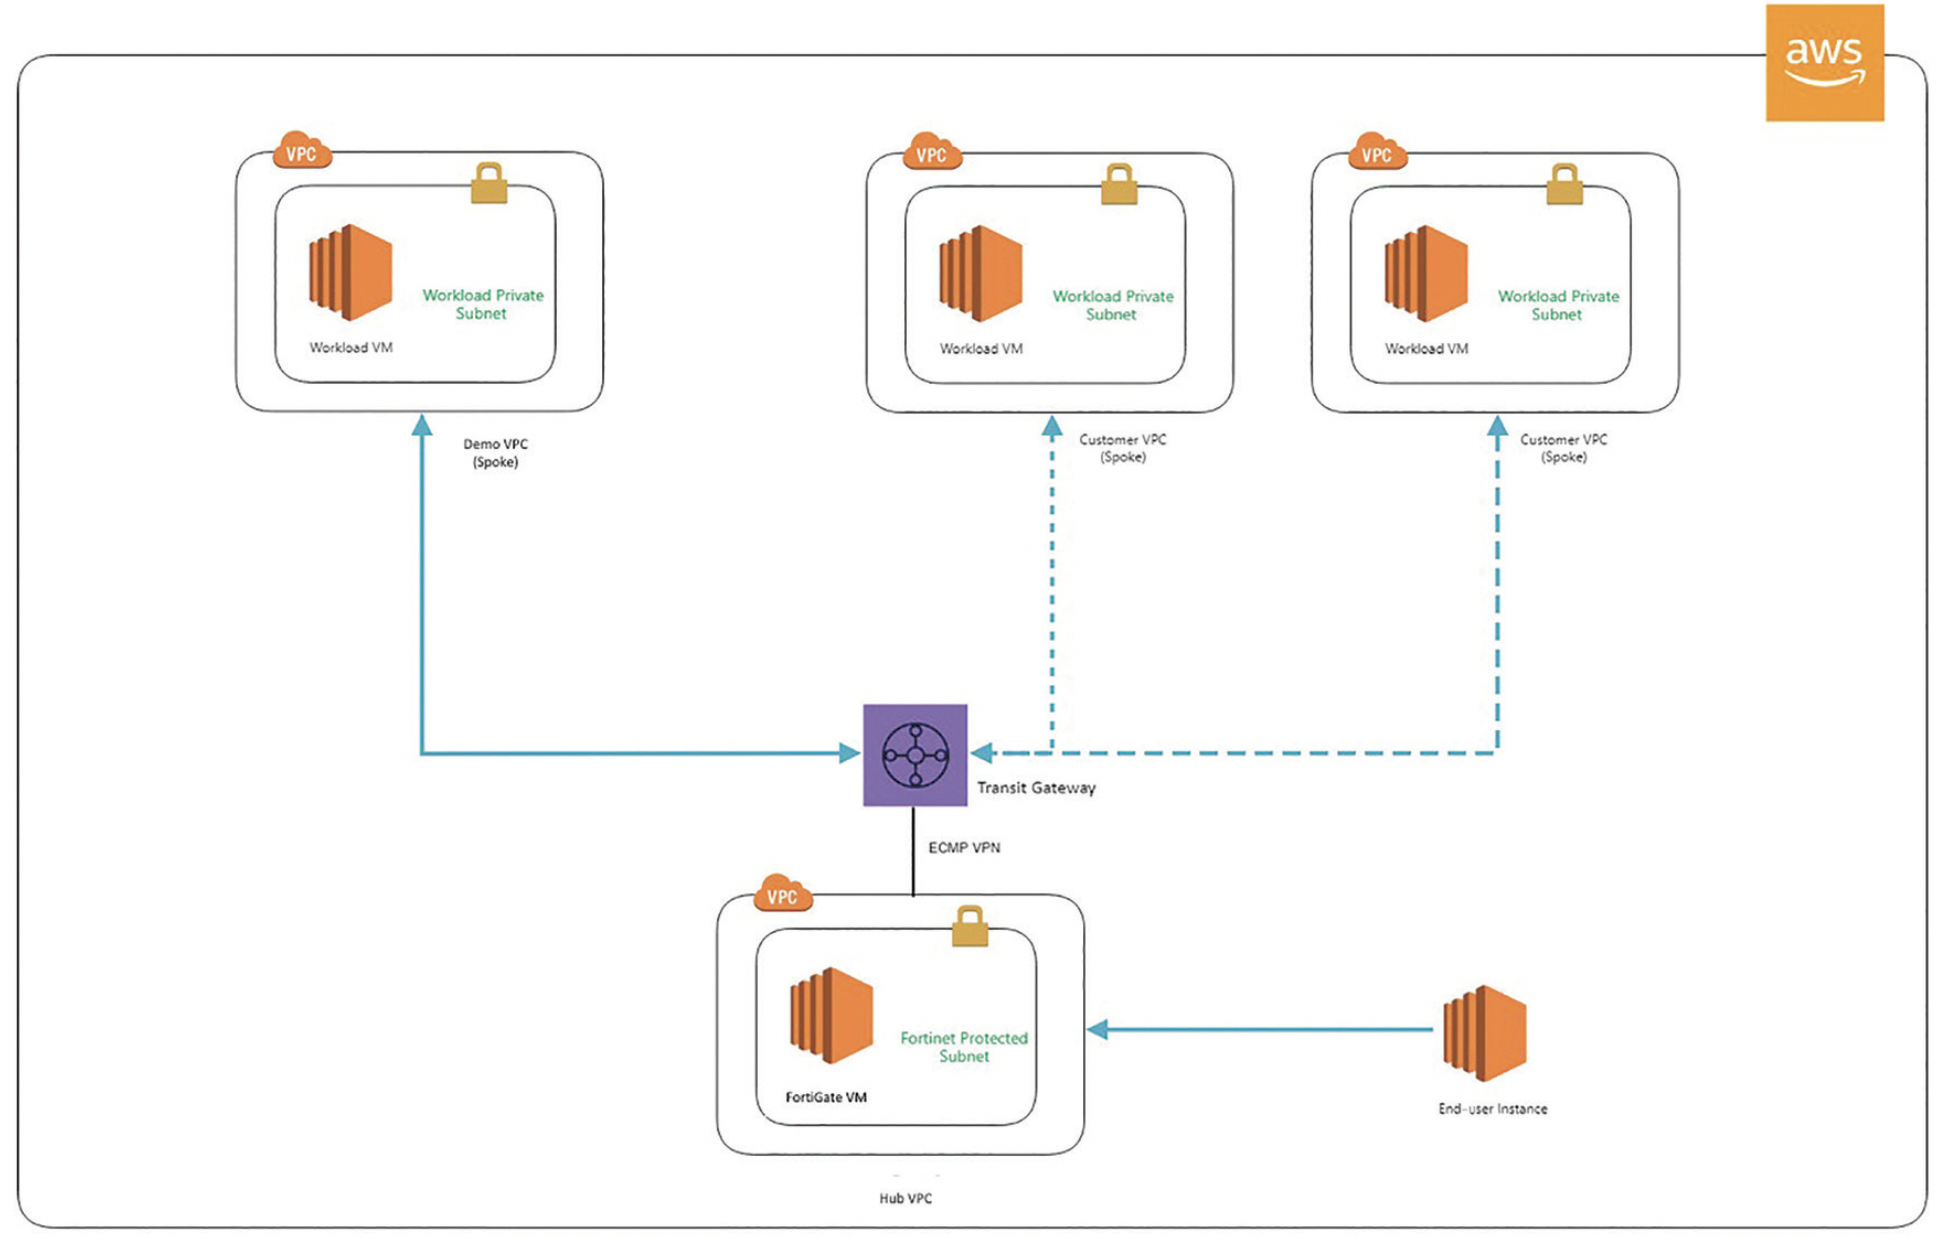 aws
VPC
VPC
VPC
Workload Private
Subnet
Workload VM
Workload Private
Subnet
Workload VM
Workload Private
Subnet
Workload VM
Demo VPC
(Spoke)
Customer VPC
(Spoke)
Customer VPC
(Spoke)
Transit Gateway
ECMP VPN
VPC
Fortinet Protected
Subnet
FortiGate VM
End-user Instance
Hub VPC